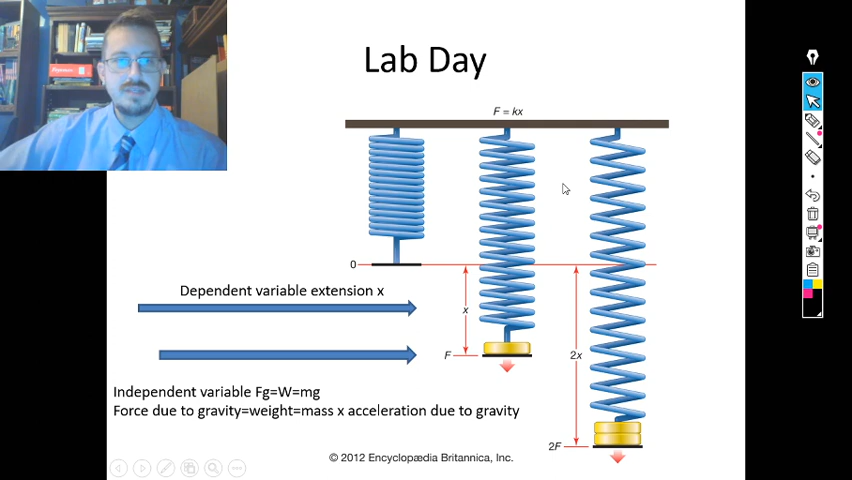 Lab Day
F = kx
0
Dependent variable extension x
x
F
2x
Independent variable Fg=W=mg
Force due to gravity=weight=mass x acceleration due to gravity
2F
© 2012 Encyclopædia Britannica, Inc.